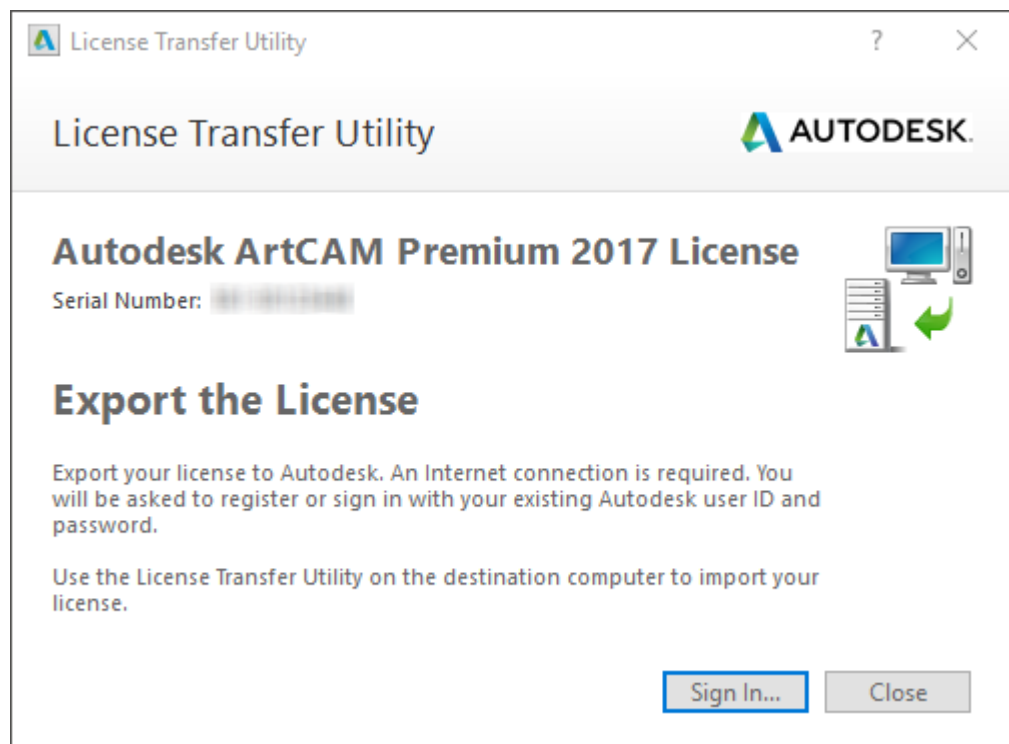 License Transfer Utility
?
License Transfer Utility
AUTODESK.
Autodesk ArtCAM Premium 2017 License
Serial Number:
Export the License
Export your license to Autodesk. An Internet connection is required. You
will be asked to register or sign in with your existing Autodesk user ID and
password.
Use the License Transfer Utility on the destination computer to import your
license.
Sign In...
Close